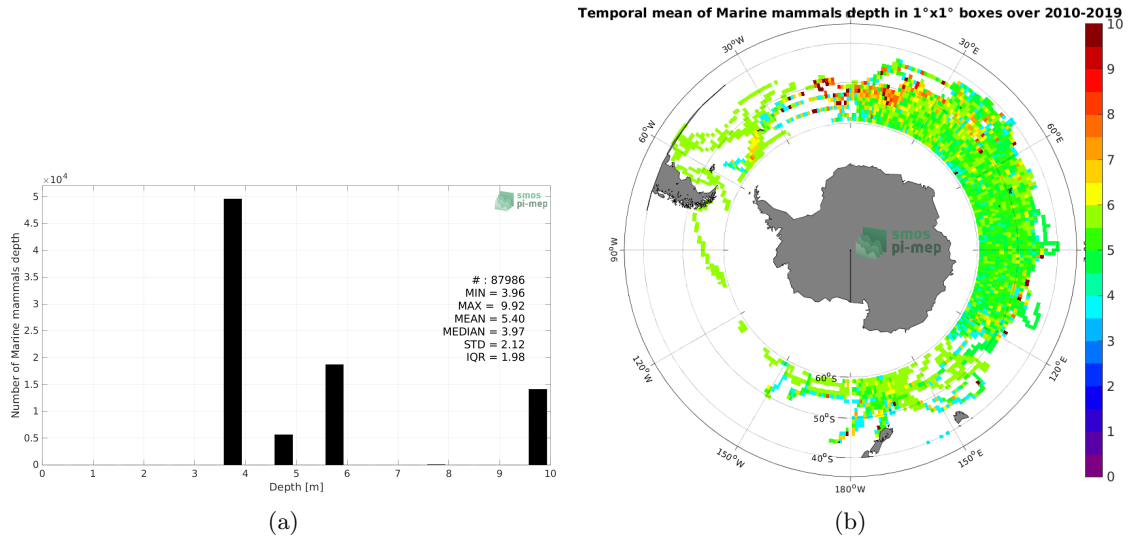 Temporal mean of Marine mammals depth in 1°x1° boxes over 2010-2019
×10⁴
5
4.5
4
3.5
3
2.5
2
1.5
1
0.5
0
Number of Marine mammals depth
smos
pi-mep
# : 87986
MIN = 3.96
MAX = 9.92
MEAN = 5.40
MEDIAN = 3.97
STD = 2.12
IQR = 1.98
0 1 2 3 4 5 6 7 8 9 10
Depth [m]
(a)
30°W
30°E
60°W
60°E
90°W
120°W
120°E
150°W
150°E
180°W
60°S
50°S
40°S
smos
pi-mep
10
9
8
7
6
5
4
3
2
1
0
(b)